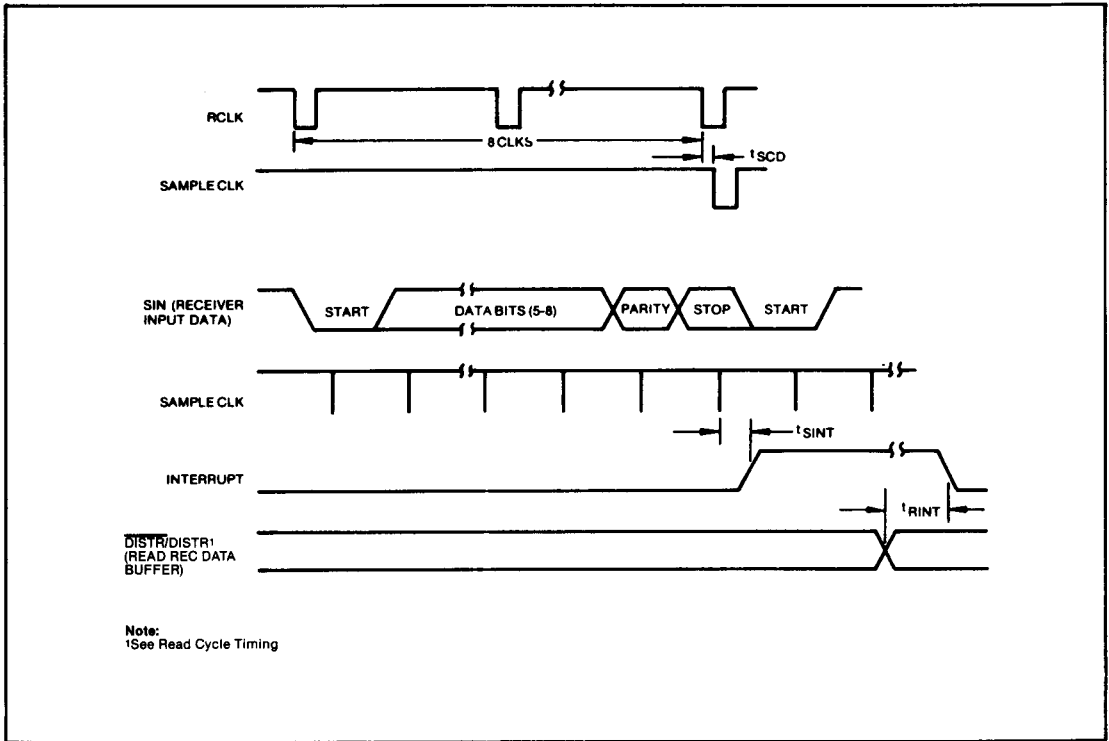 RCLK
8 CLKS
tSCD
SAMPLE CLK
SIN (RECEIVER
INPUT DATA)
START
DATA BITS (5-8)
PARITY
STOP
START
SAMPLE CLK
tSINT
INTERRUPT
tRINT
DISTR/DISTR1
(READ REC DATA
BUFFER)
Note:
1See Read Cycle Timing